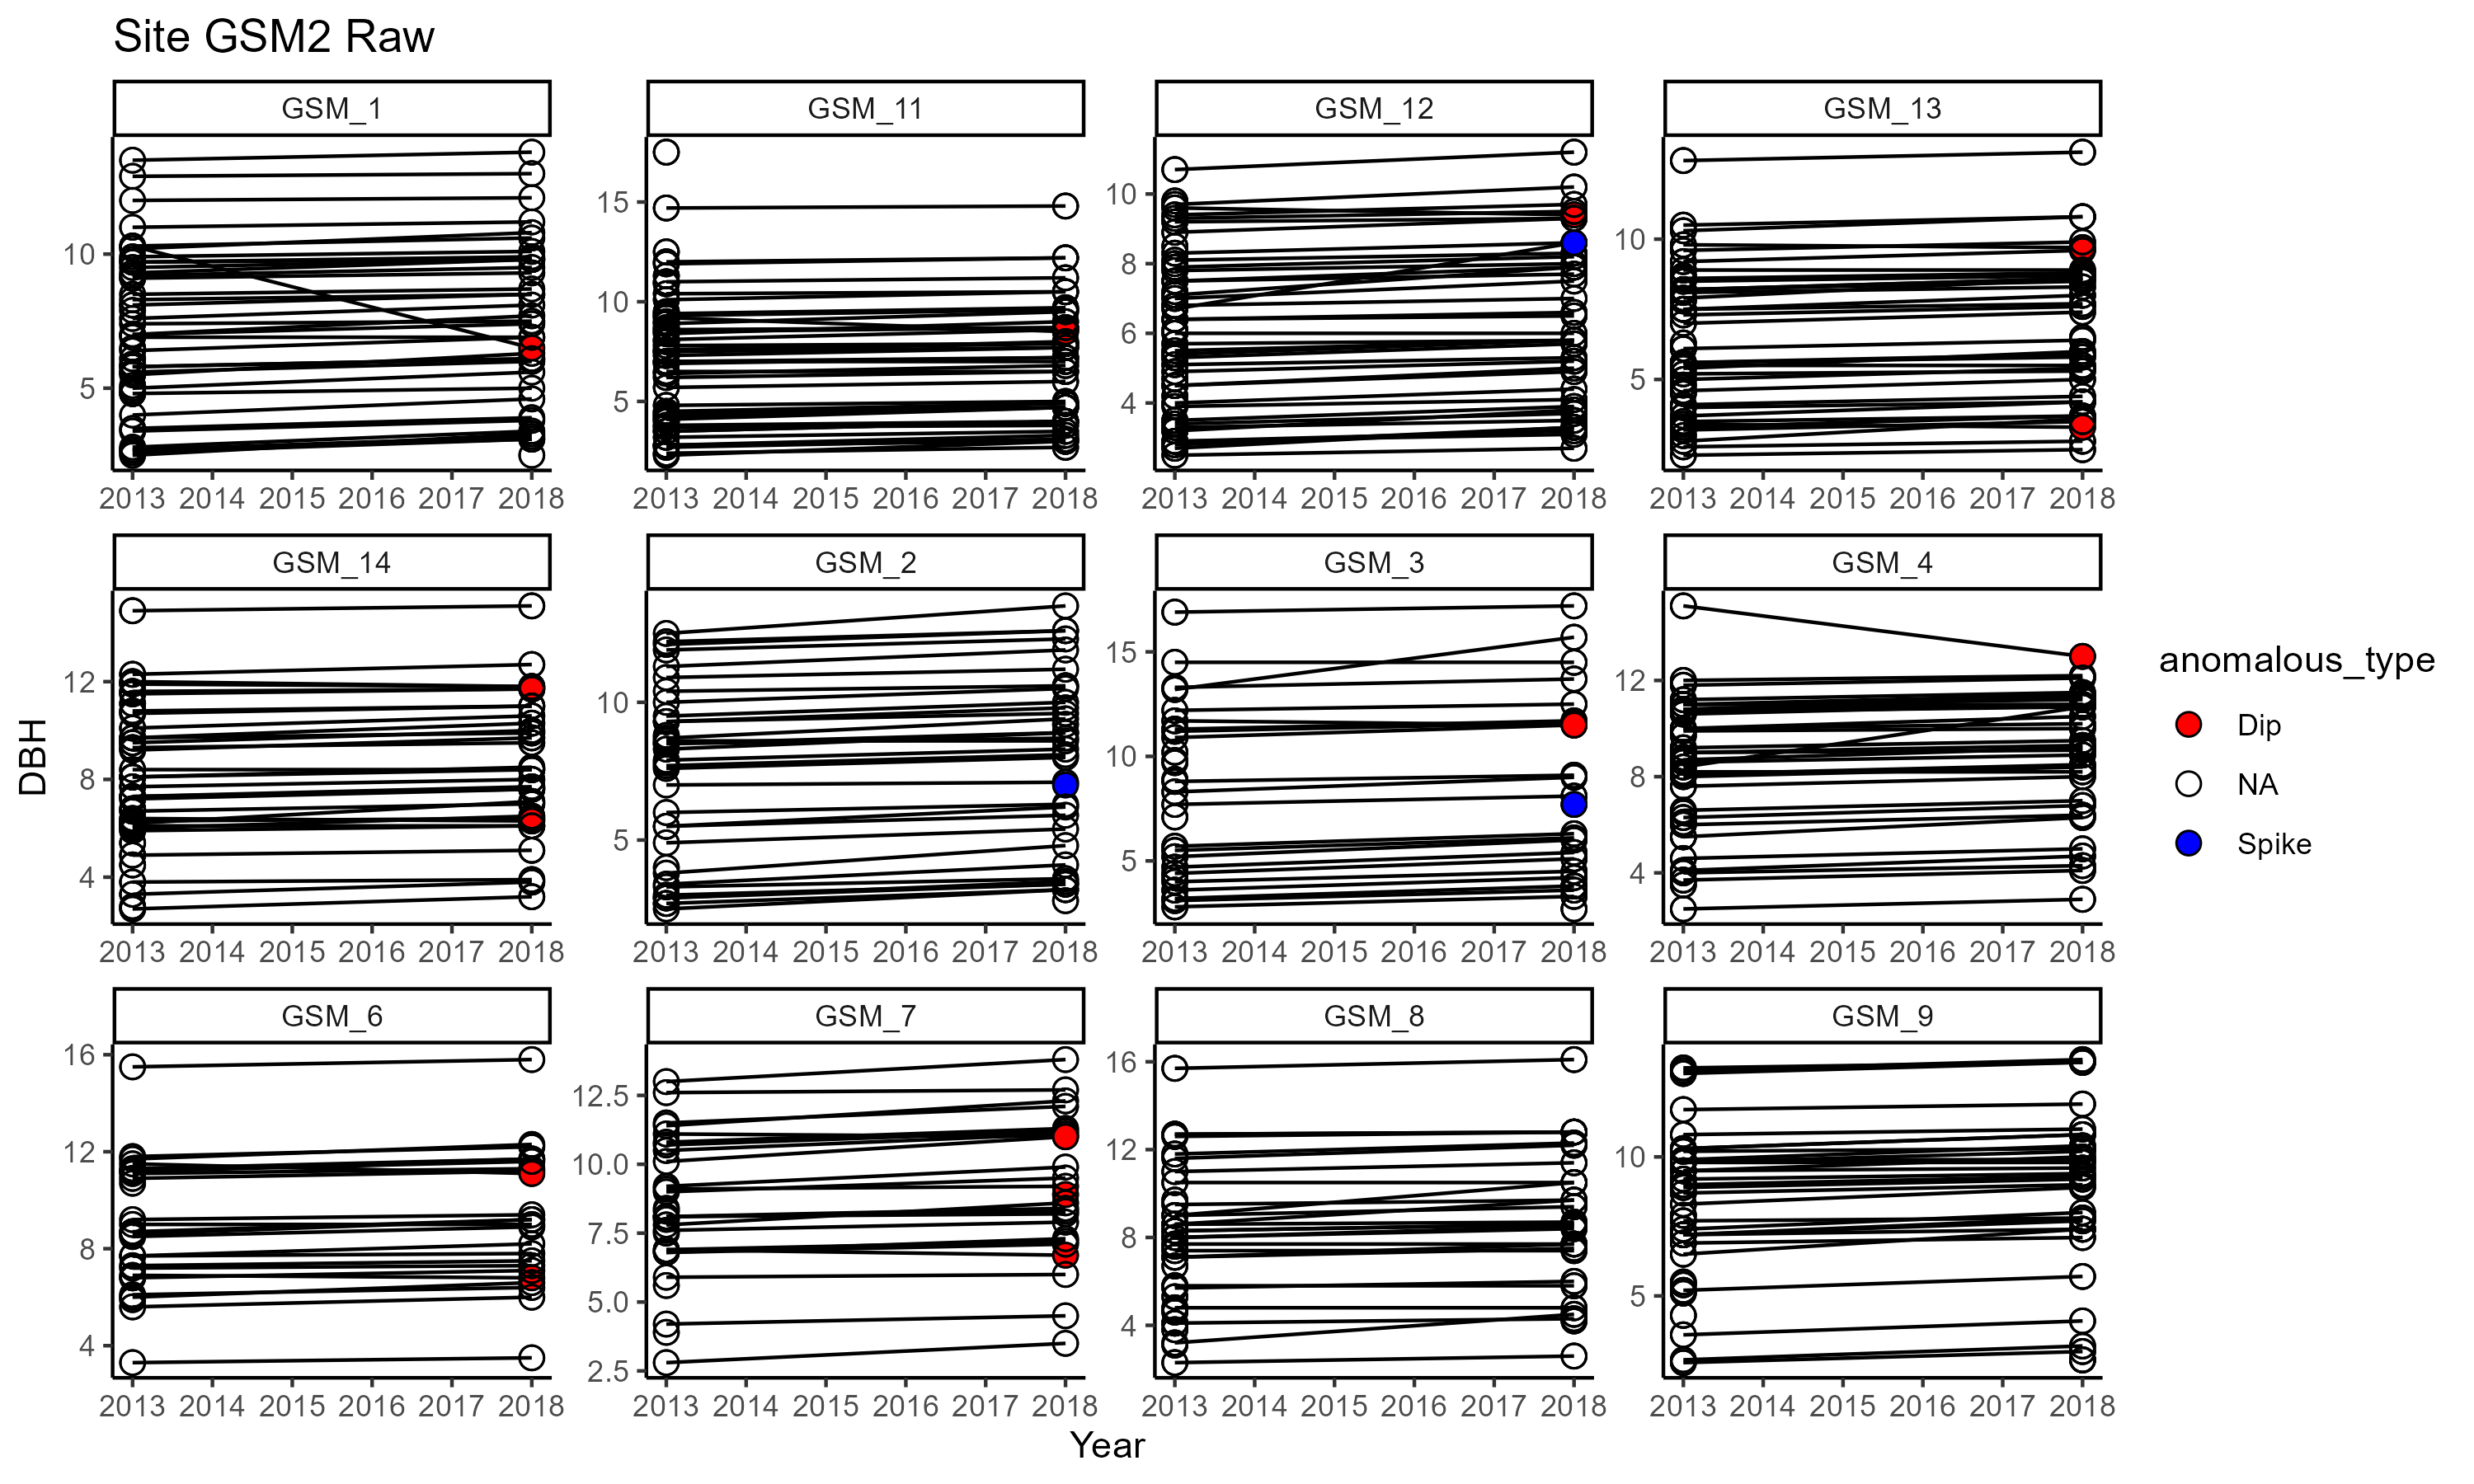 Site GSM2 Raw
GSM_1 GSM_11 GSM_12 GSM_13
10
5
15
10
5
10
8
6
4
10
5
2013 2014 2015 2016 2017 2018 2013 2014 2015 2016 2017 2018 2013 2014 2015 2016 2017 2018 2013 2014 2015 2016 2017 2018
GSM_14 GSM_2 GSM_3 GSM_4
12
8
4
10
5
15
10
5
12
8
4
2013 2014 2015 2016 2017 2018 2013 2014 2015 2016 2017 2018 2013 2014 2015 2016 2017 2018 2013 2014 2015 2016 2017 2018
GSM_6 GSM_7 GSM_8 GSM_9
16
12
8
4
12.5
10.0
7.5
5.0
2.5
16
12
8
4
10
5
2013 2014 2015 2016 2017 2018 2013 2014 2015 2016 2017 2018 2013 2014 2015 2016 2017 2018 2013 2014 2015 2016 2017 2018
DBH
Year
anomalous_type
Dip
NA
Spike